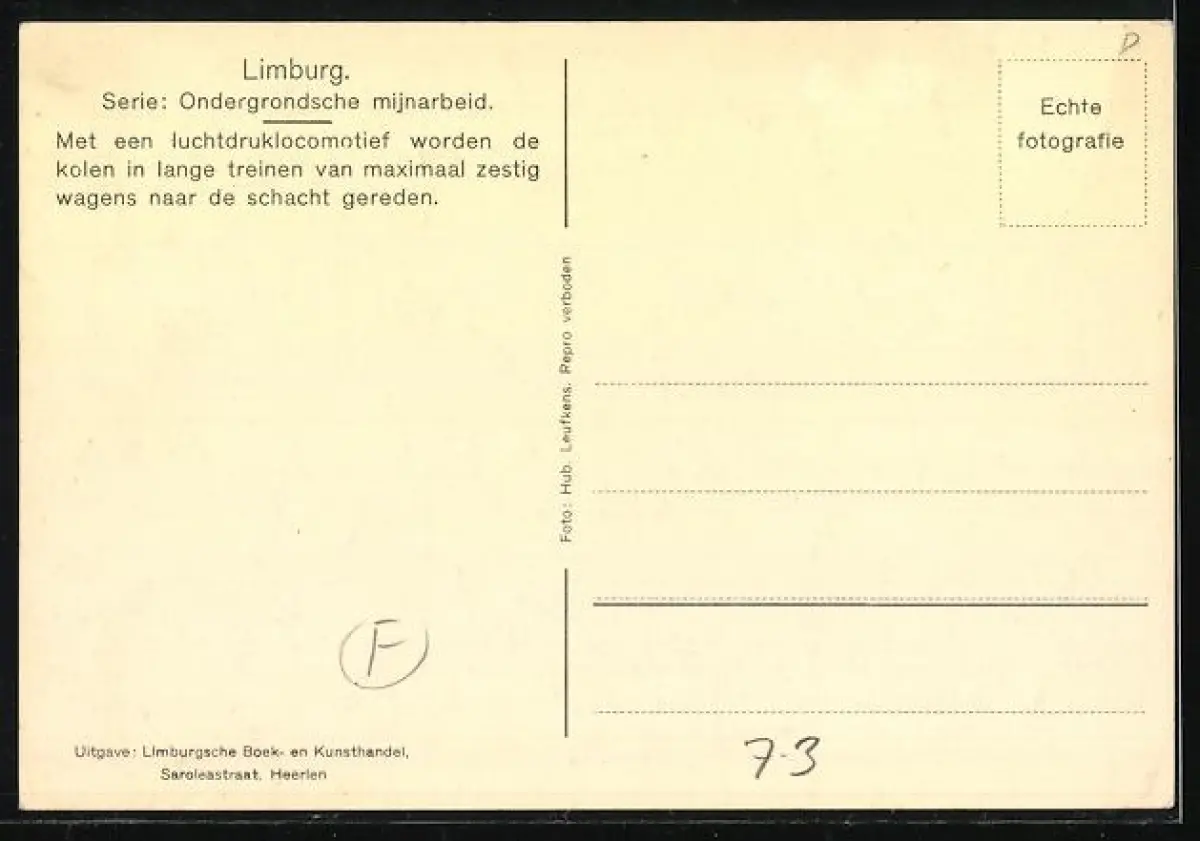 Limburg.
Serie: Ondergrondsche mijnarbeid.
Met een luchtdruklocomotief worden de
kolen in lange treinen van maximaal zestig
wagens naar de schacht gereden.
F
Uitgave: Limburgsche Boek- en Kunsthandel,
Saroleastraat, Heerlen
Foto: Hub. Leufkens. Repro verboden
D
Echte
fotografie
7-3